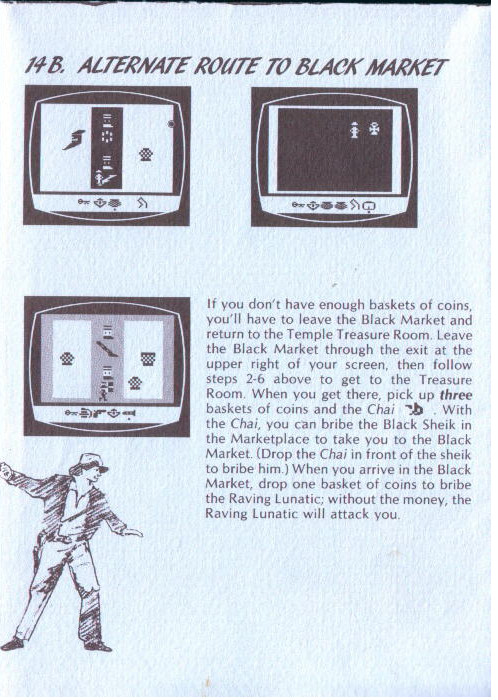 14B. ALTERNATE ROUTE TO BLACK MARKET
If you don't have enough baskets of coins,
you'll have to leave the Black Market and
return to the Temple Treasure Room. Leave
the Black Market through the exit at the
upper right of your screen, then follow
steps 2-6 above to get to the Treasure
Room. When you get there, pick up three
baskets of coins and the Chai . With
the Chai, you can bribe the Black Sheik in
the Marketplace to take you to the Black
Market. (Drop the Chai in front of the sheik
to bribe him.) When you arrive in the Black
Market, drop one basket of coins to bribe
the Raving Lunatic; without the money, the
Raving Lunatic will attack you.